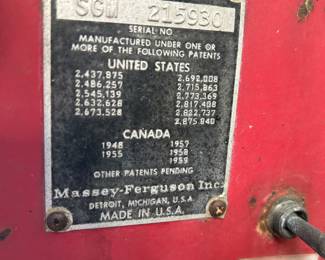 SGM 215930
SERIAL NO
MANUFACTURED UNDER ONE OR
MORE OF THE FOLLOWING PATENTS
UNITED STATES
2,437,875 2,692,008
2,486,257 2,715,863
2,545,139 2,773,369
2,632,628 2,817,408
2,673,528 2,822,737
2,875,840
CANADA
1948 1957
1955 1958
1959
OTHER PATENTS PENDING
Massey-Ferguson Inc.
DETROIT, MICHIGAN, U.S.A.
MADE IN U.S.A.